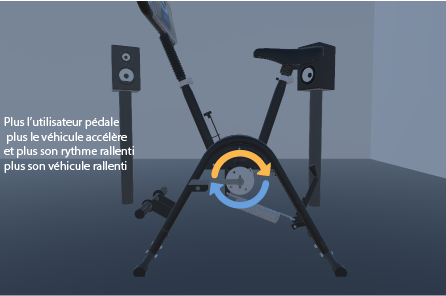 Plus l'utilisateur pédale
plus le véhicule accélère
et plus son rythme rallenti
plus son véhicule rallenti